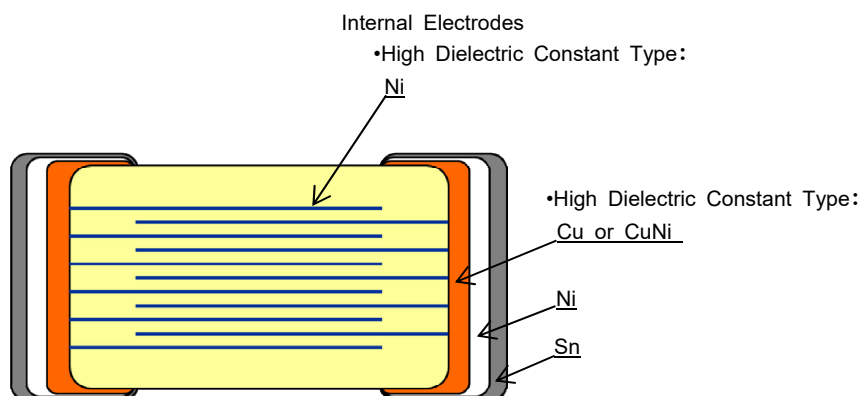 Internal Electrodes
•High Dielectric Constant Type:
Ni
•High Dielectric Constant Type:
Cu or CuNi
Ni
Sn